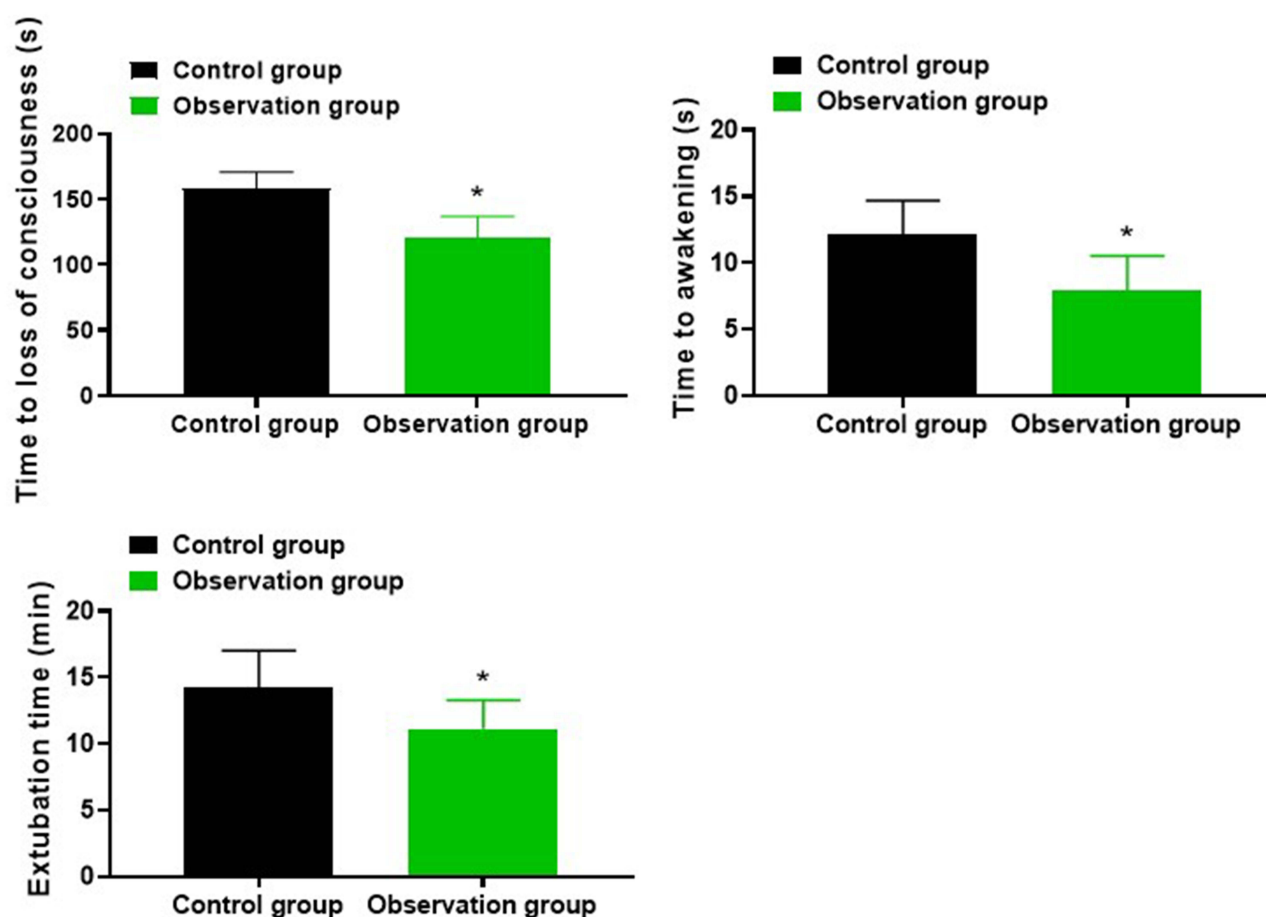 Time to loss of consciousness (s)
Control group
Observation group
200
150
100
50
0
*
Control group
Observation group
Time to awakening (s)
Control group
Observation group
20
15
10
5
0
*
Control group
Observation group
Extubation time (min)
Control group
Observation group
20
15
10
5
0
*
Control group
Observation group